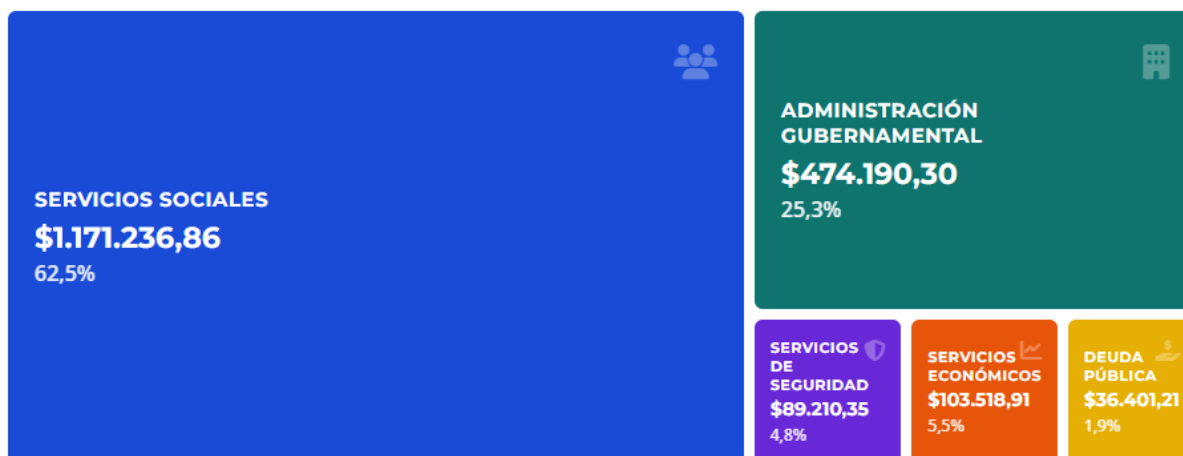 SERVICIOS SOCIALES
$1.171.236,86
62,5%
ADMINISTRACIÓN
GUBERNAMENTAL
$474.190,30
25,3%
SERVICIOS
DE
SEGURIDAD
$89.210,35
4,8%
SERVICIOS
ECONÓMICOS
$103.518,91
5,5%
DEUDA
PÚBLICA
$36.401,21
1,9%